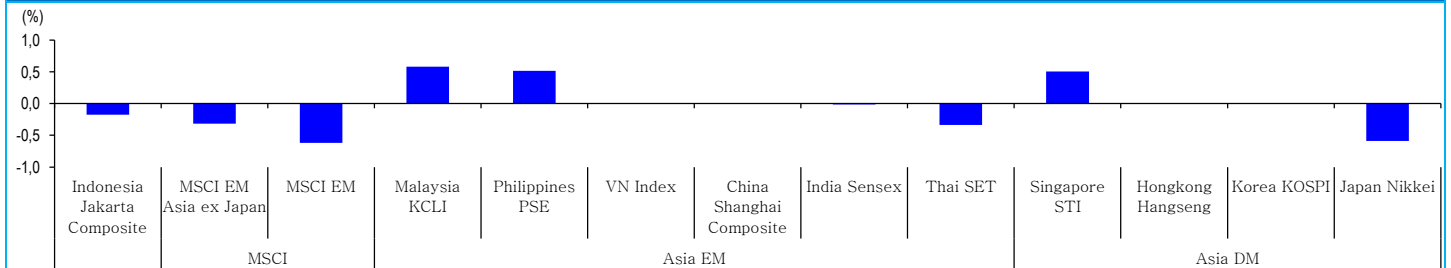 (%)
1,0
0,5
0,0
-0,5
-1,0
Indonesia
Jakarta
Composite
MSCI EM
Asia ex Japan
MSCI EM
Malaysia
KCLI
Philippines
PSE
VN Index
China
Shanghai
Composite
India Sensex
Thai SET
Singapore
STI
Hongkong
Hangseng
Korea KOSPI
Japan Nikkei
MSCI
Asia EM
Asia DM